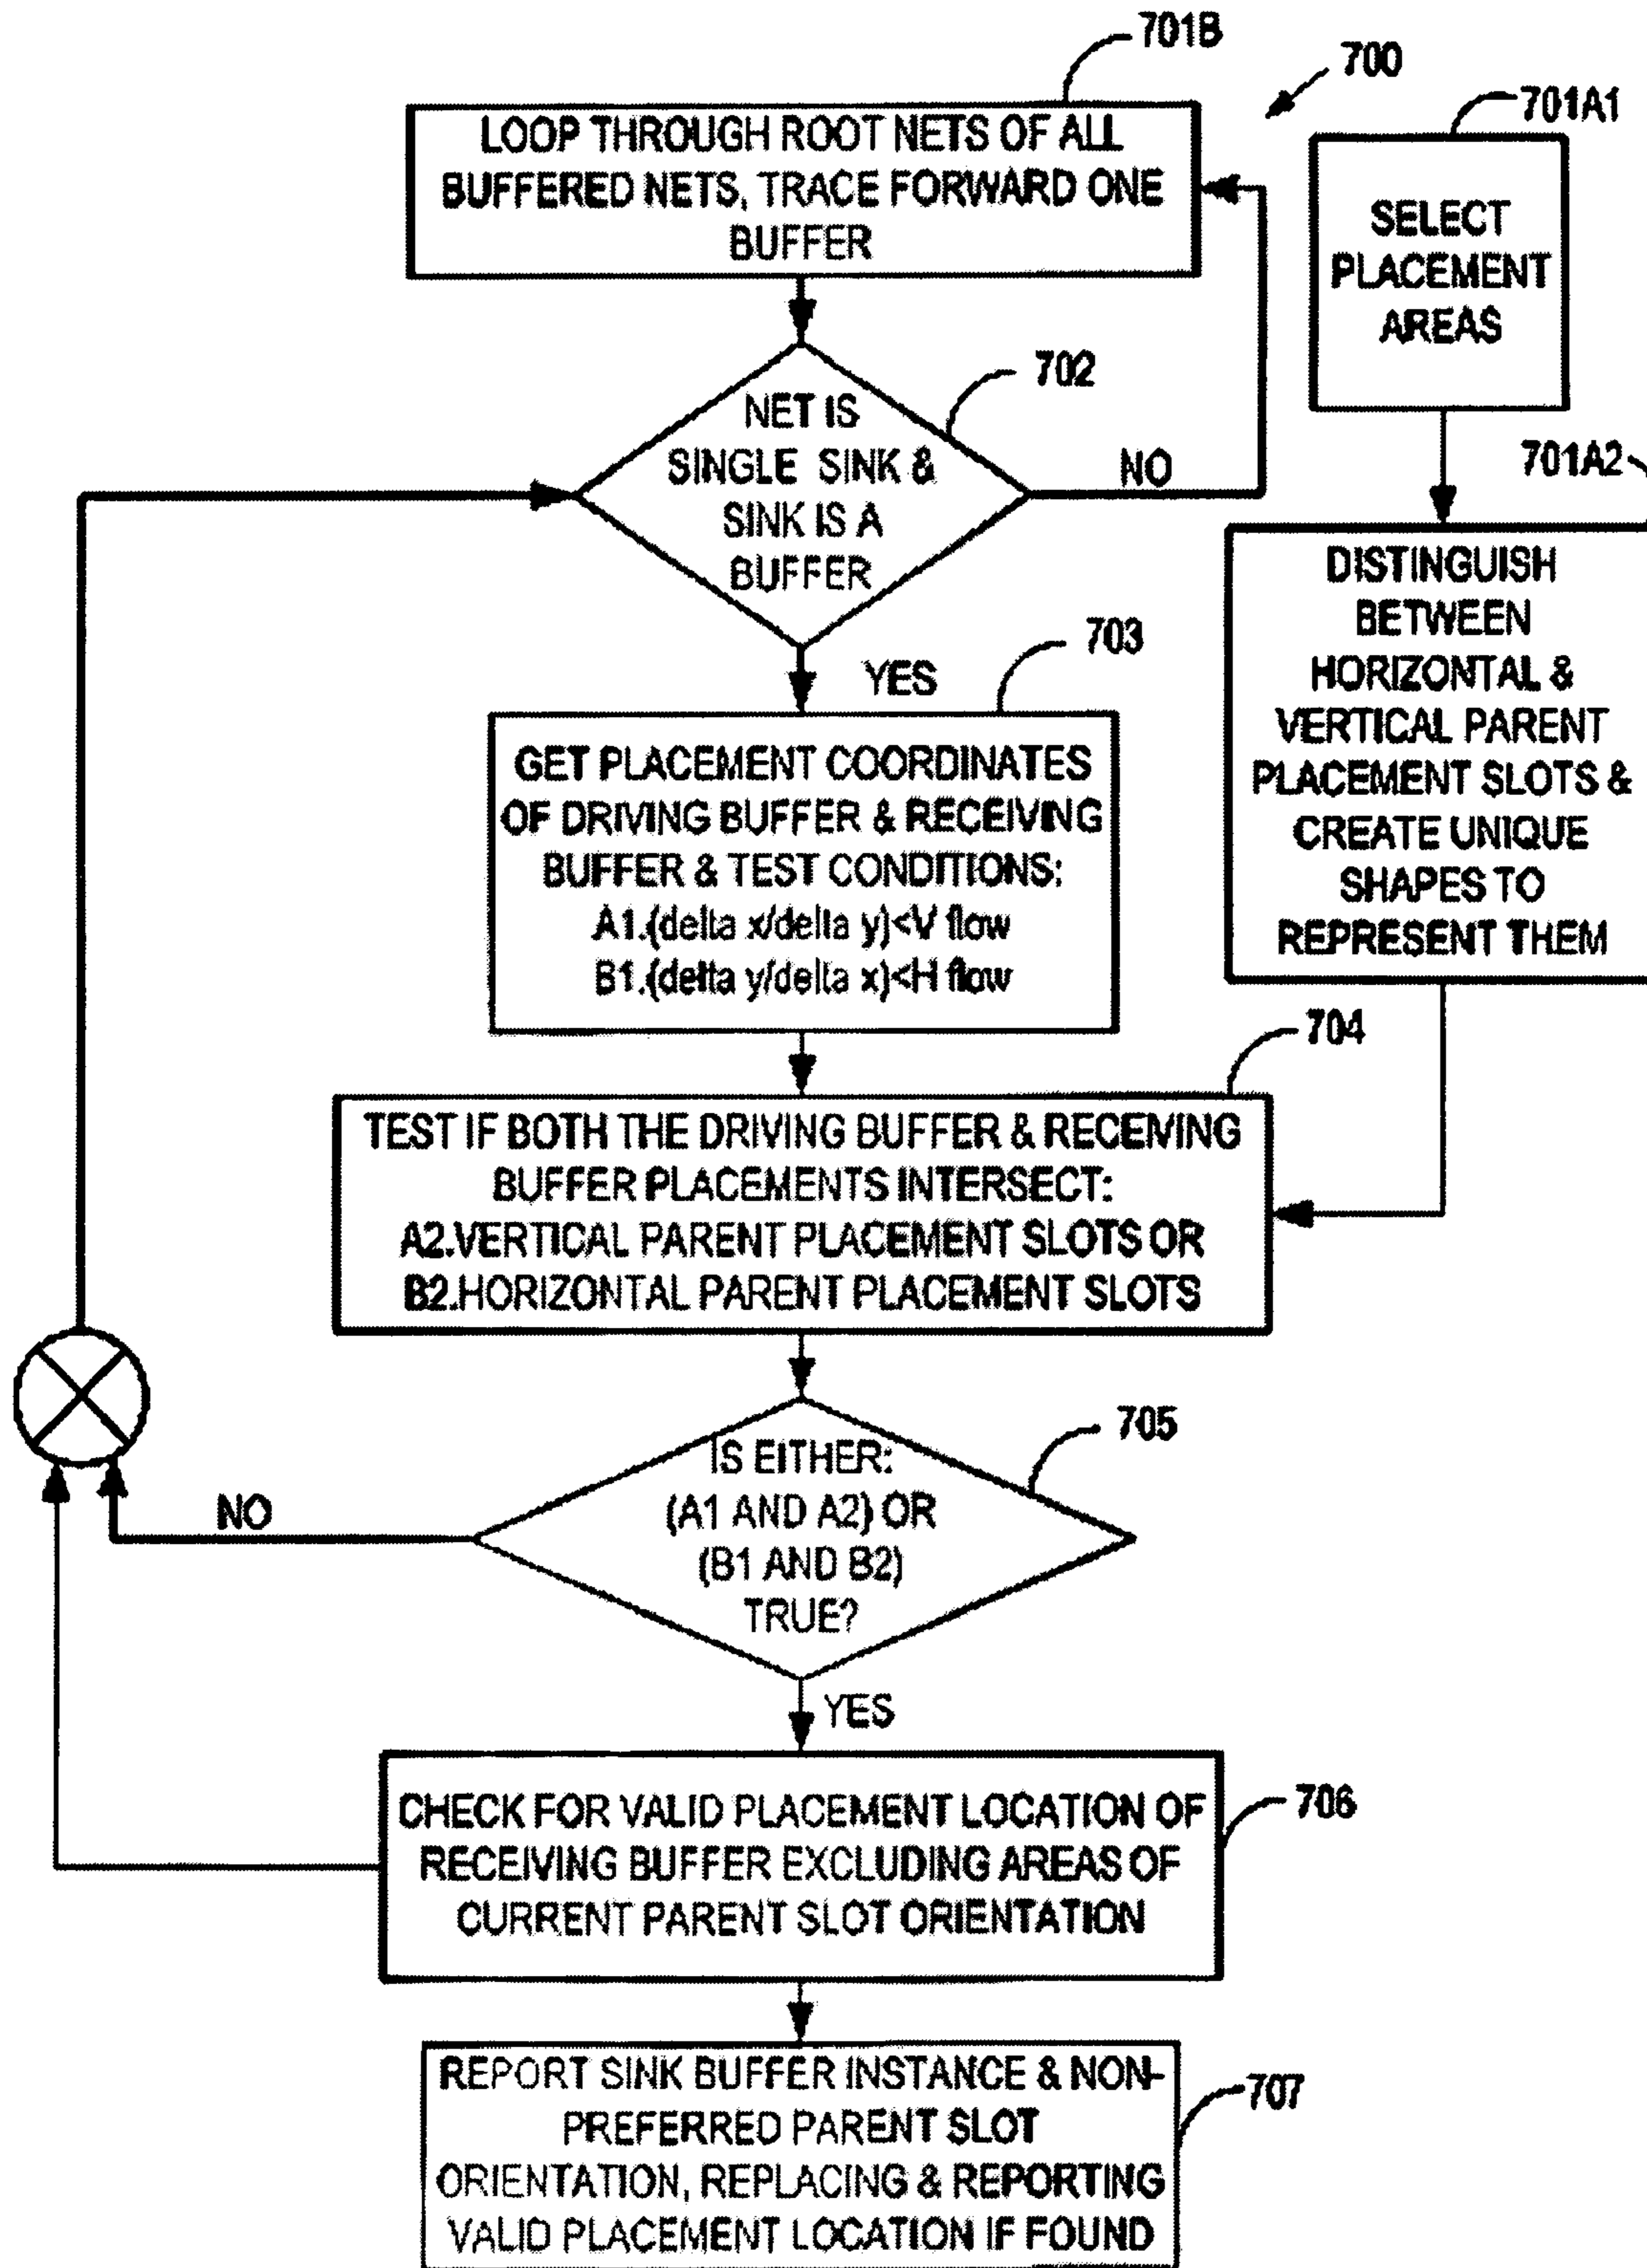 701B
700
LOOP THROUGH ROOT NETS OF ALL
BUFFERED NETS, TRACE FORWARD ONE
BUFFER
701A1
SELECT
PLACEMENT
AREAS
702
NET IS
SINGLE SINK &
SINK IS A
BUFFER
NO
YES
701A2
DISTINGUISH
BETWEEN
HORIZONTAL &
VERTICAL PARENT
PLACEMENT SLOTS &
CREATE UNIQUE
SHAPES TO
REPRESENT THEM
703
GET PLACEMENT COORDINATES
OF DRIVING BUFFER & RECEIVING
BUFFER & TEST CONDITIONS:
A1.(delta x/delta y)<V flow
B1.(delta y/delta x)<H flow
704
TEST IF BOTH THE DRIVING BUFFER & RECEIVING
BUFFER PLACEMENTS INTERSECT:
A2.VERTICAL PARENT PLACEMENT SLOTS OR
B2.HORIZONTAL PARENT PLACEMENT SLOTS
705
IS EITHER:
(A1 AND A2) OR
(B1 AND B2)
TRUE?
NO
YES
706
CHECK FOR VALID PLACEMENT LOCATION OF
RECEIVING BUFFER EXCLUDING AREAS OF
CURRENT PARENT SLOT ORIENTATION
707
REPORT SINK BUFFER INSTANCE & NON-
PREFERRED PARENT SLOT
ORIENTATION, REPLACING & REPORTING
VALID PLACEMENT LOCATION IF FOUND